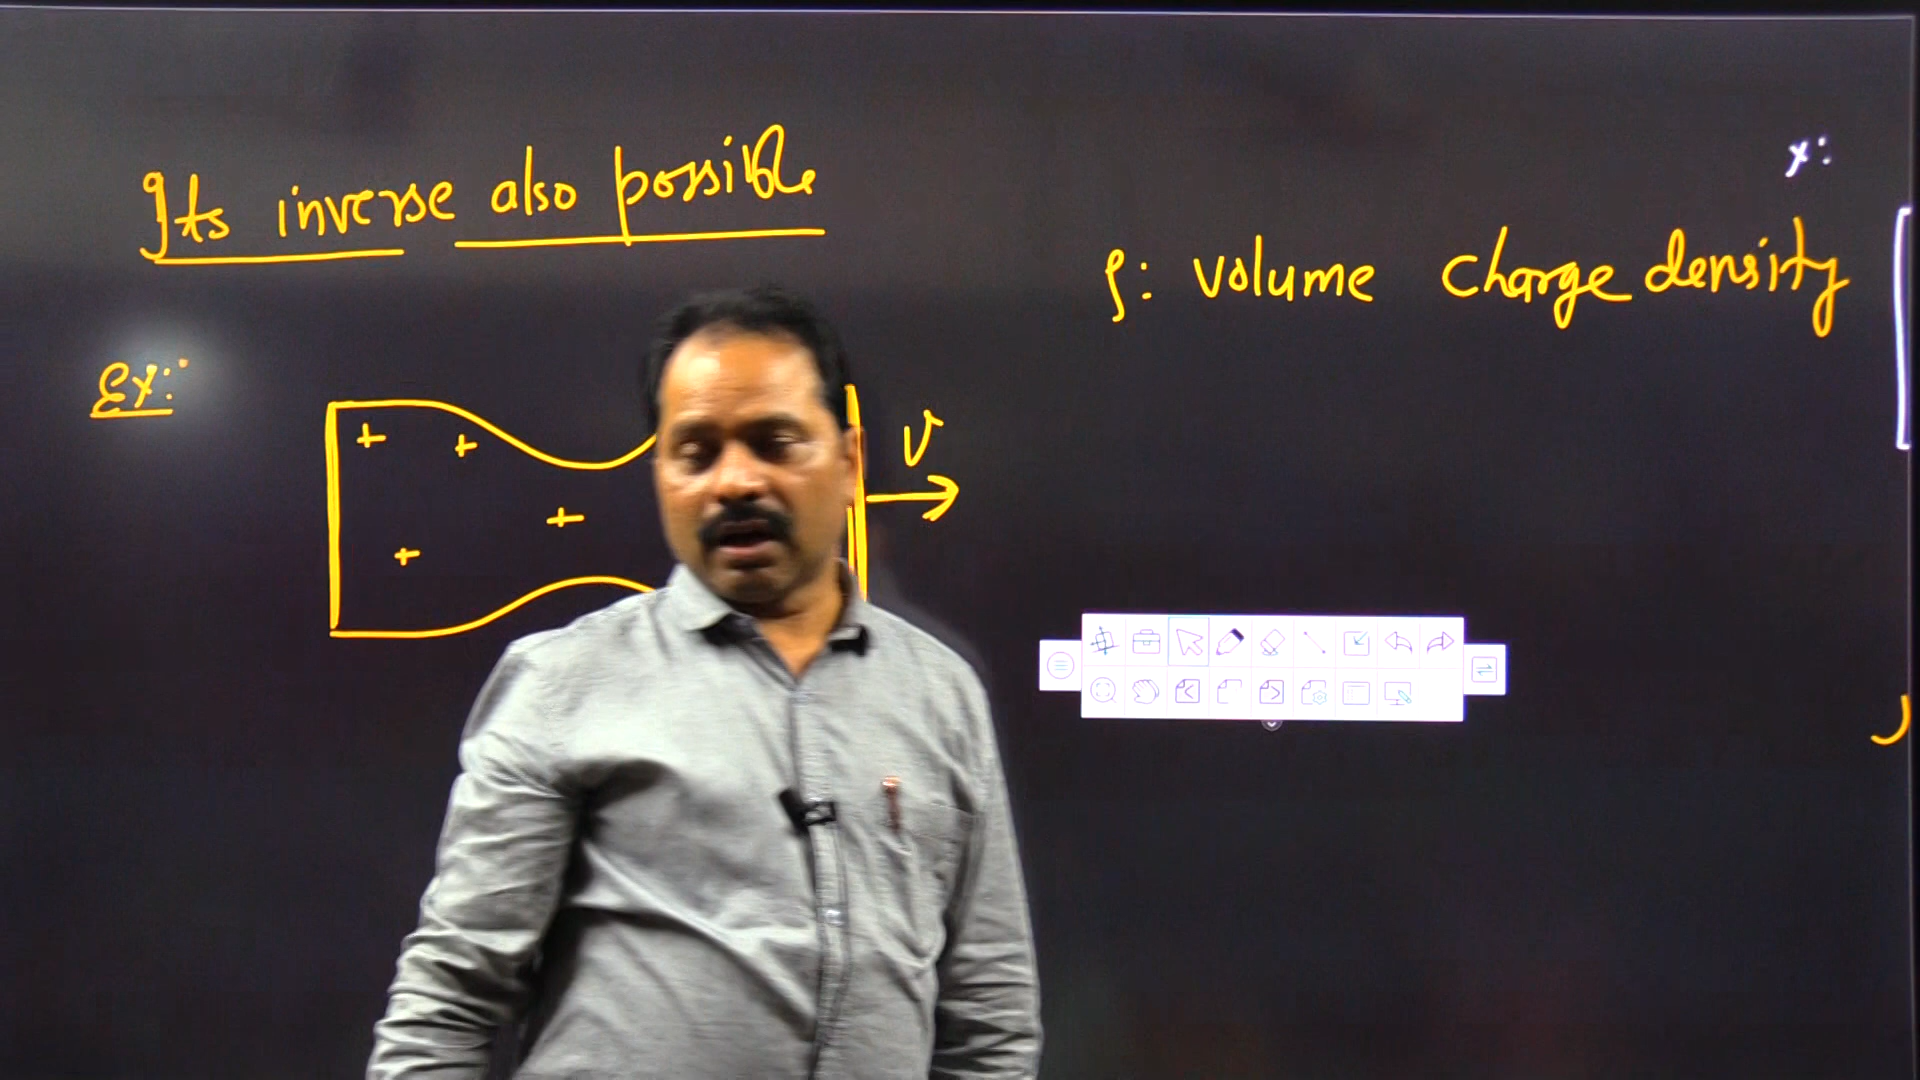 Its inverse also possible
x:
ρ: volume charge density
Ex:
+ +
V
+
+